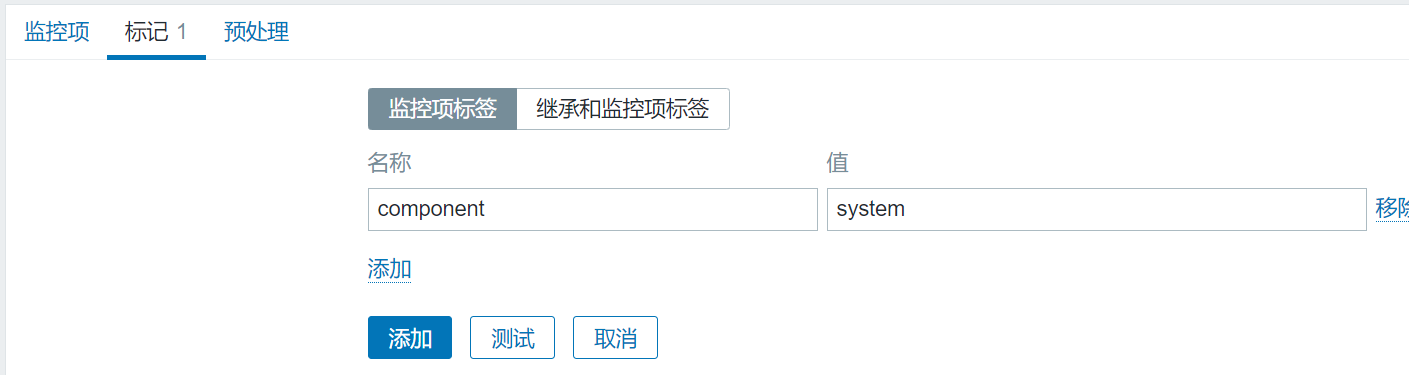 监控项 标记 1 预处理
监控项标签 继承和监控项标签
名称 值
component system 移除
添加
添加 测试 取消